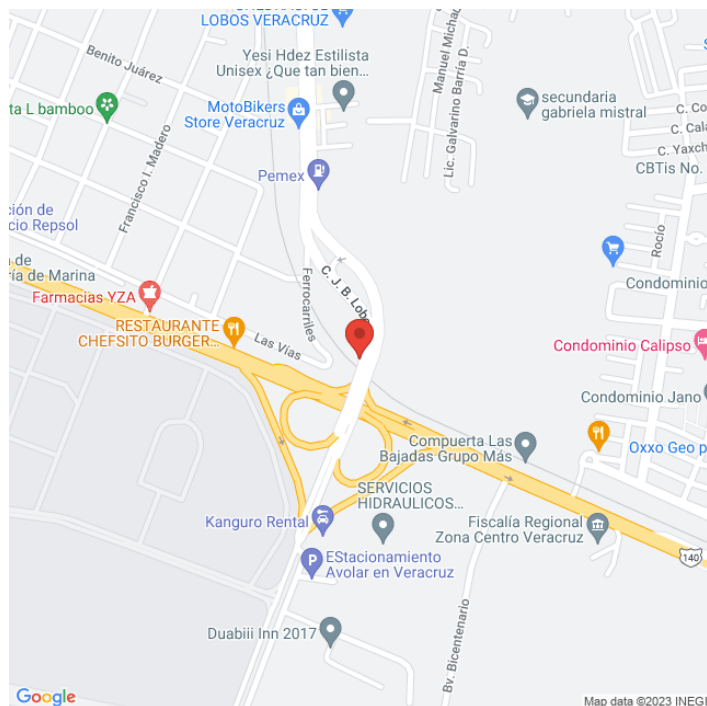 LOBOS VERACRUZ
Manuel Michac
Yesi Hdez Estilista
Unisex ¿Que tan bien...
Benito Juárez
ta L bamboo
MotoBikers
Store Veracruz
secundaria
gabriela mistral
C. Co
C. Cala
C. Yaxch
Lic. Galvarino Barría D.
Francisco I. Madero
Pemex
CBTis No.
ción de
cio Repsol
Rocío
n de
ría de Marina
C. J. B. Lobo
Ferrocarriles
Condominio
Farmacias YZA
RESTAURANTE
CHEFSITO BURGER...
Las Vías
Condominio Calipso
Condominio Jano
Compuerta Las
Bajadas Grupo Más
Oxxo Geo p
SERVICIOS
HIDRAULICOS...
Kanguro Rental
Fiscalía Regional
Zona Centro Veracruz
EStacionamiento
Avolar en Veracruz
140
Bv. Bicentenario
Duabiii Inn 2017
Google
Map data ©2023 INEGI